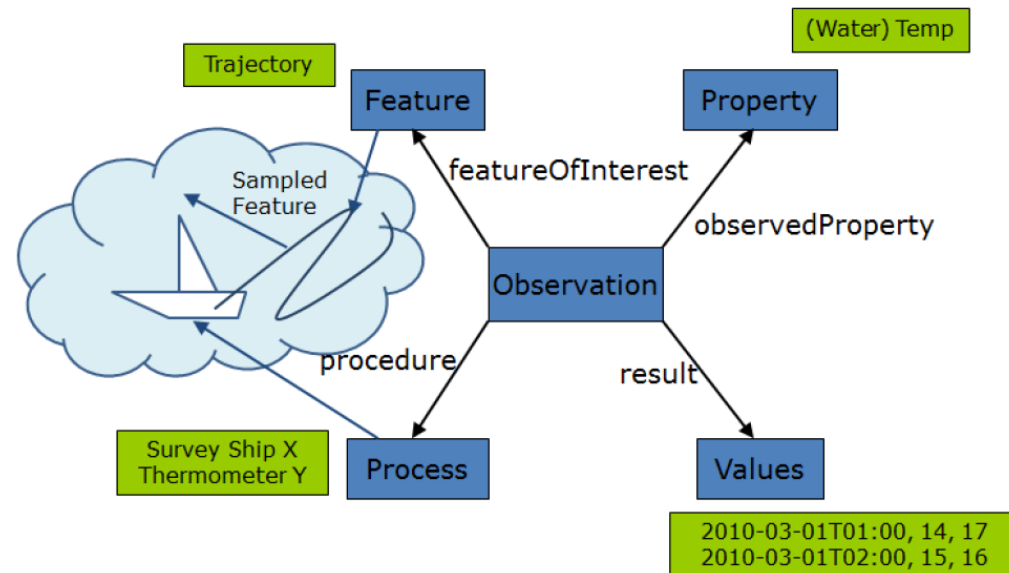 (Water) Temp
Trajectory
Feature
Property
featureOfInterest
Sampled
Feature
observedProperty
Observation
procedure
result
Survey Ship X
Thermometer Y
Process
Values
2010-03-01T01:00, 14, 17
2010-03-01T02:00, 15, 16